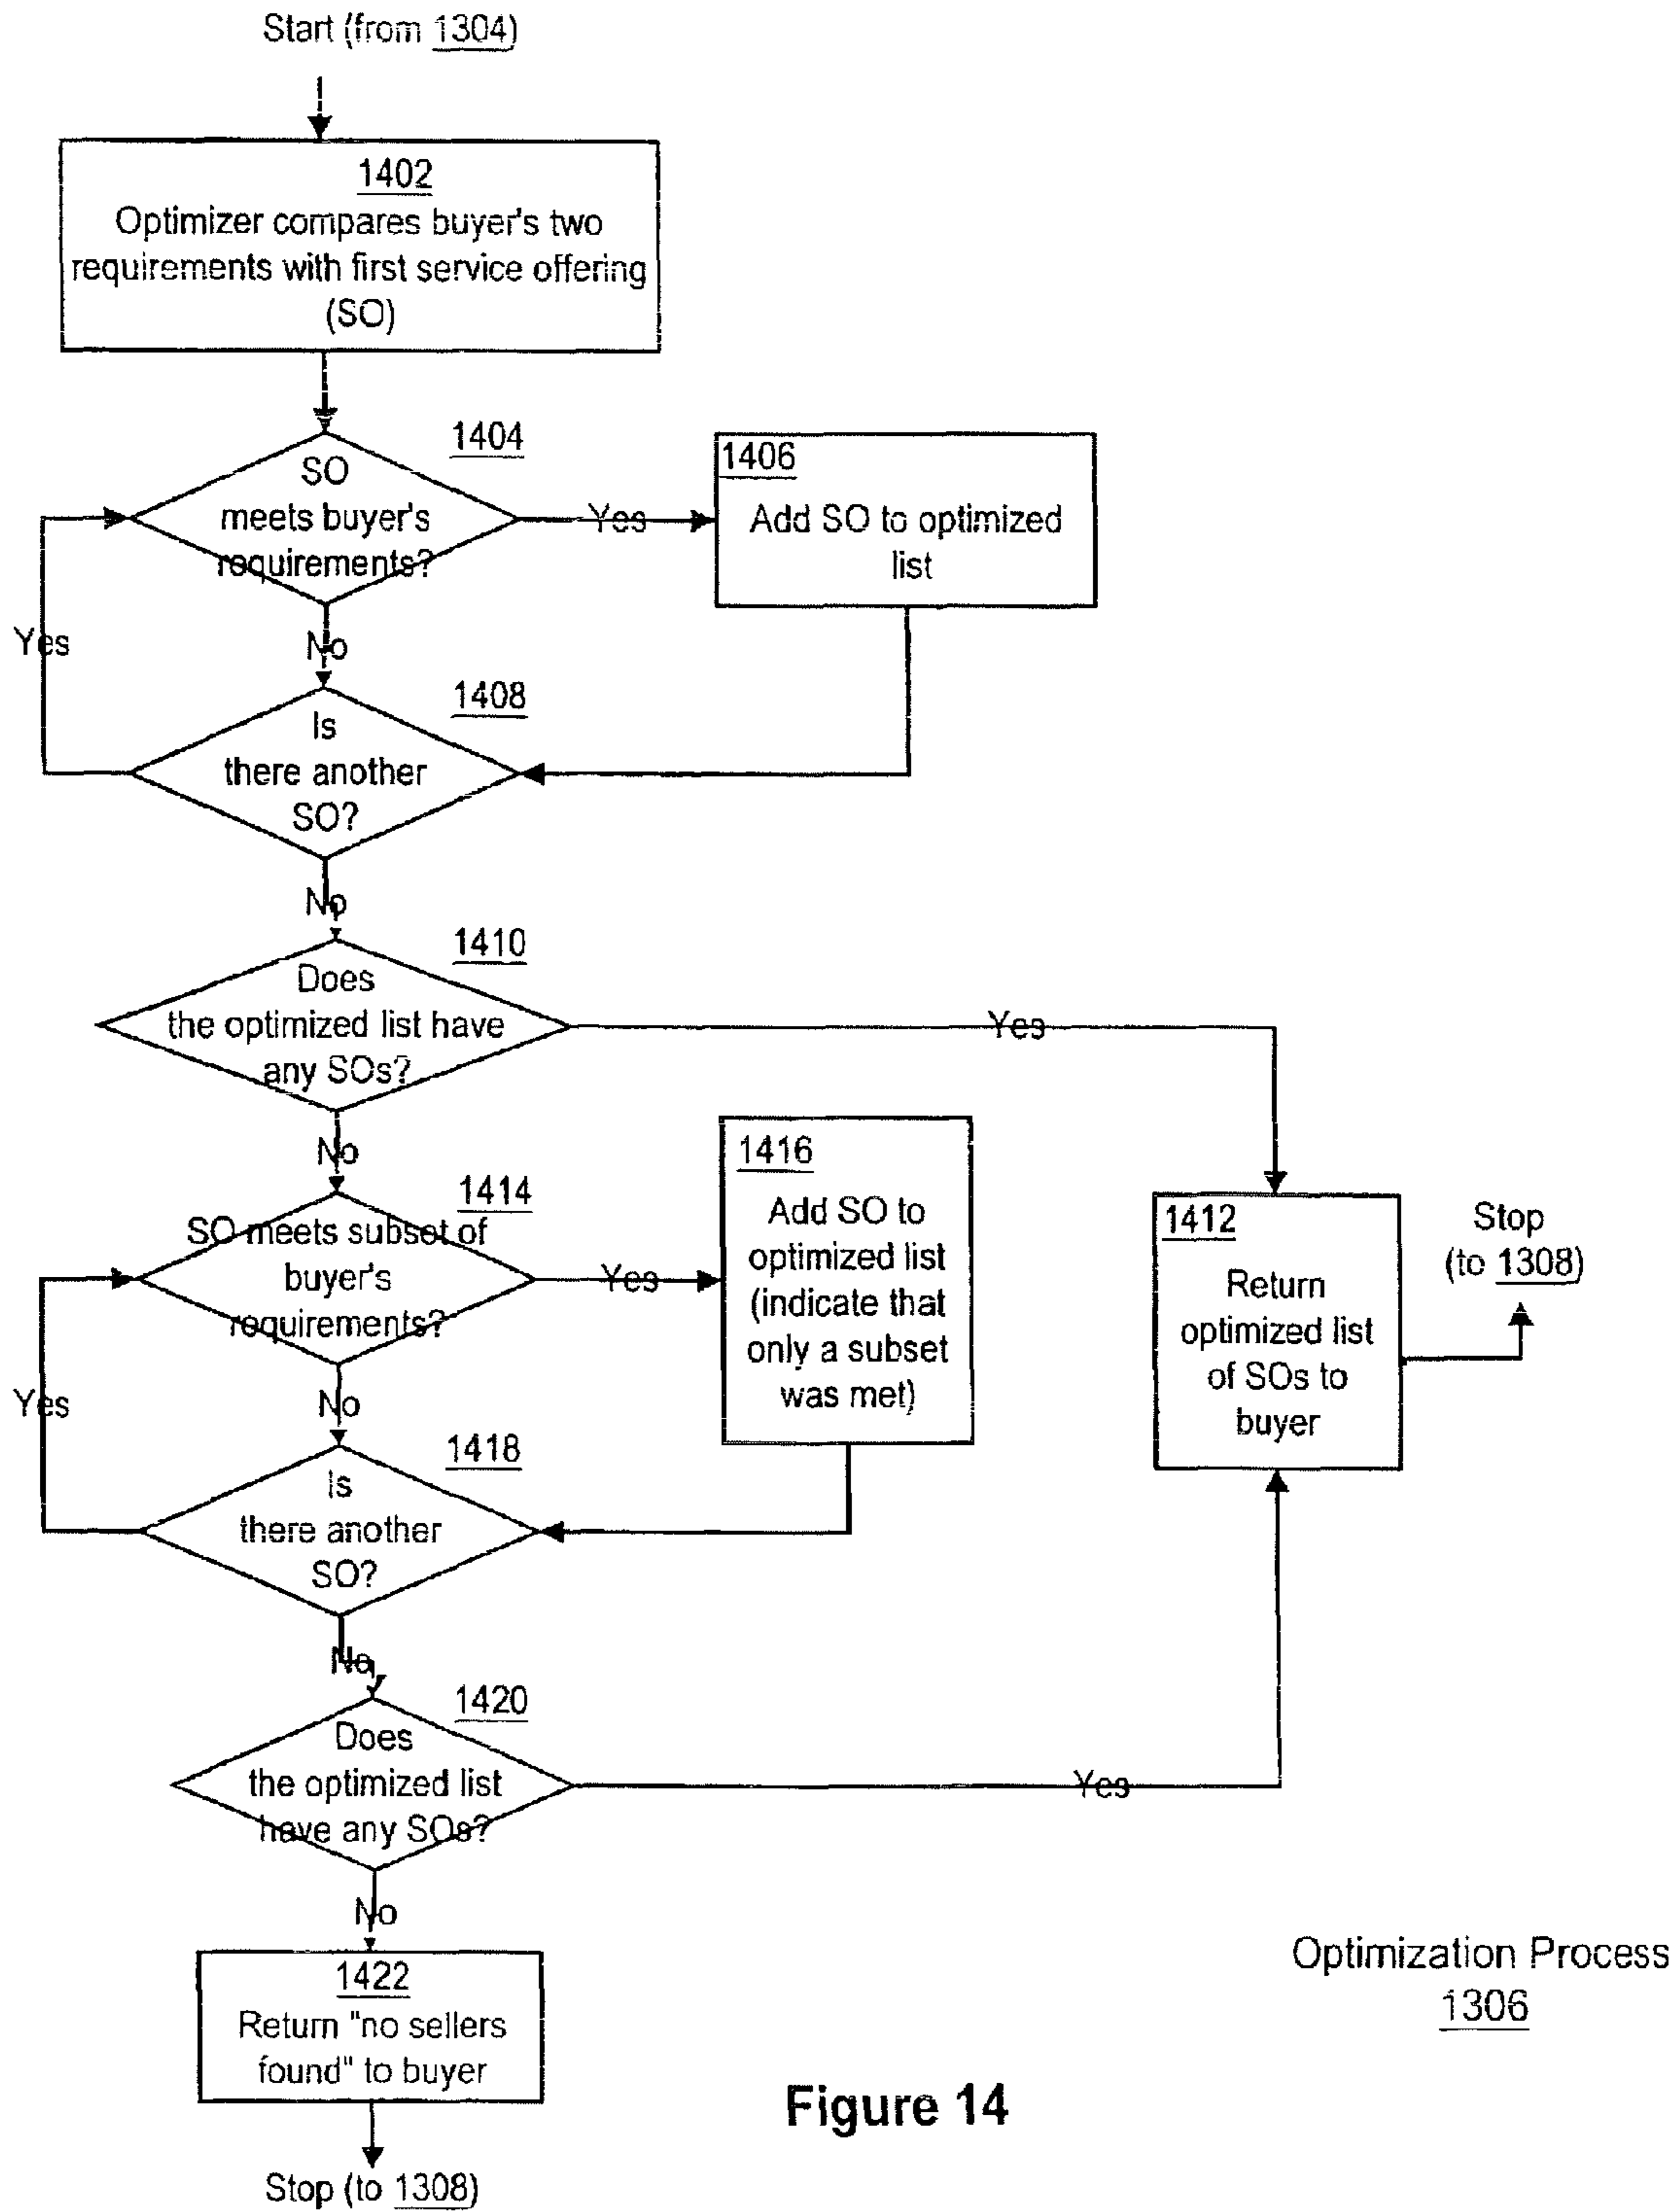 Start (from 1304)
1402
Optimizer compares buyer's two
requirements with first service offering
(SO)
1404
SO
meets buyer's
requirements?
Yes
1406
Add SO to optimized
list
Yes
No
1408
Is
there another
SO?
No
1410
Does
the optimized list have
any SOs?
Yes
No
1414
SO meets subset of
buyer's
requirements?
Yes
1416
Add SO to
optimized list
(indicate that
only a subset
was met)
1412
Return
optimized list
of SOs to
buyer
Stop
(to 1308)
Yes
No
1418
Is
there another
SO?
No
1420
Does
the optimized list
have any SOs?
Yes
No
1422
Return "no sellers
found" to buyer
Stop (to 1308)
Optimization Process
1306
Figure 14